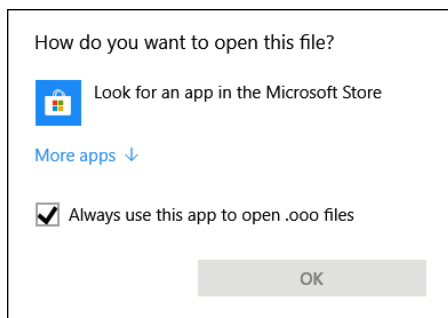 How do you want to open this file?
Look for an app in the Microsoft Store
More apps ↓
Always use this app to open .ooo files
OK